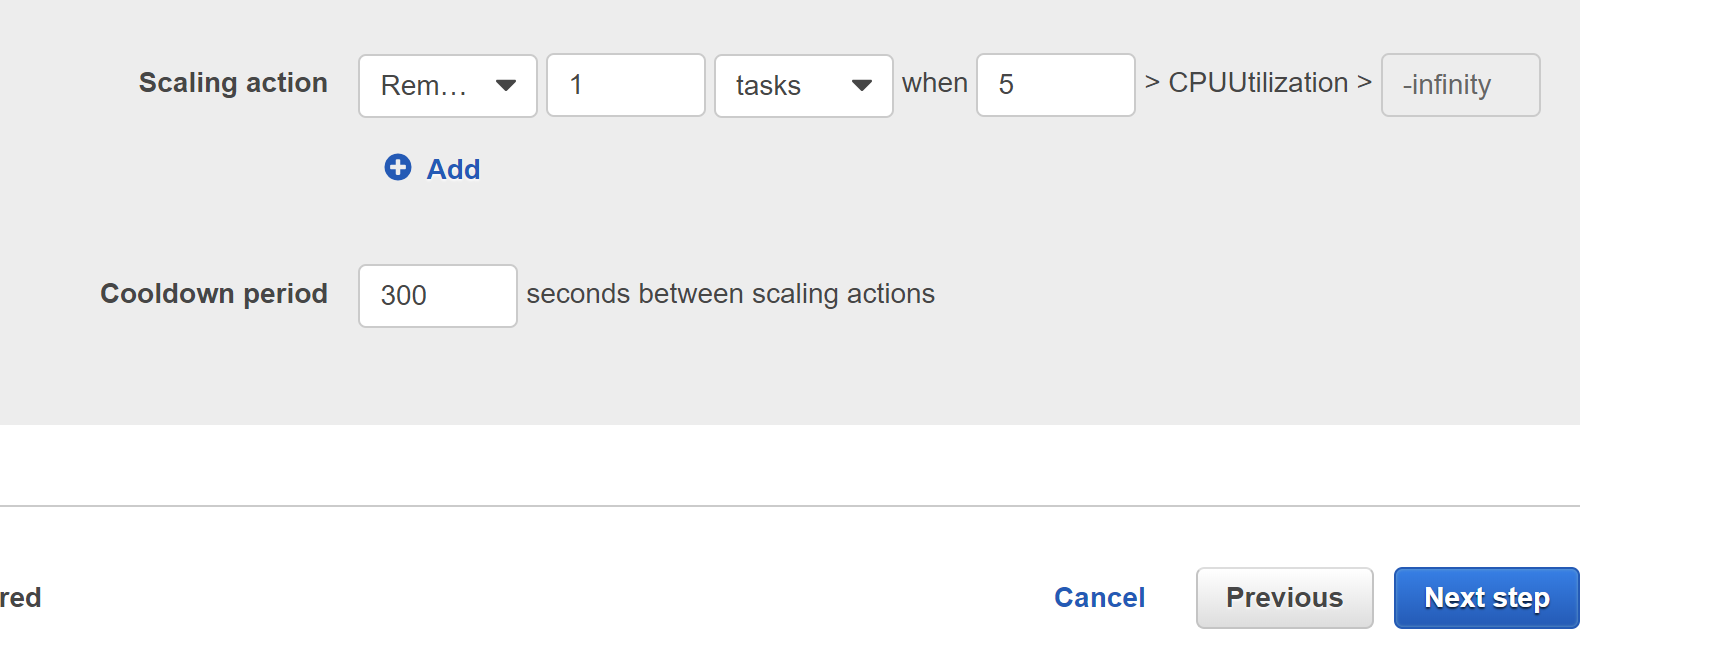 Scaling action Rem... 1 tasks when 5 > CPUUtilization > -infinity
Add
Cooldown period 300 seconds between scaling actions
red Cancel Previous Next step